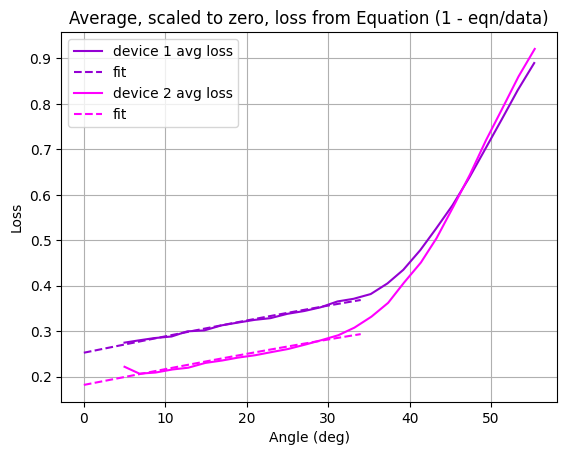 Average, scaled to zero, loss from Equation (1 - eqn/data)
device 1 avg loss
fit
device 2 avg loss
fit
0.9
0.8
0.7
0.6
0.5
0.4
0.3
0.2
Loss
0 10 20 30 40 50
Angle (deg)